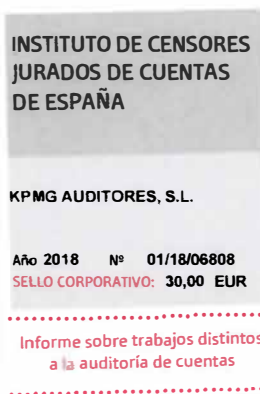 INSTITUTO DE CENSORES
JURADOS DE CUENTAS
DE ESPAÑA
KPMG AUDITORES, S.L.
Año 2018 Nº 01/18/06808
SELLO CORPORATIVO: 30,00 EUR
Informe sobre trabajos distintos
a la auditoría de cuentas